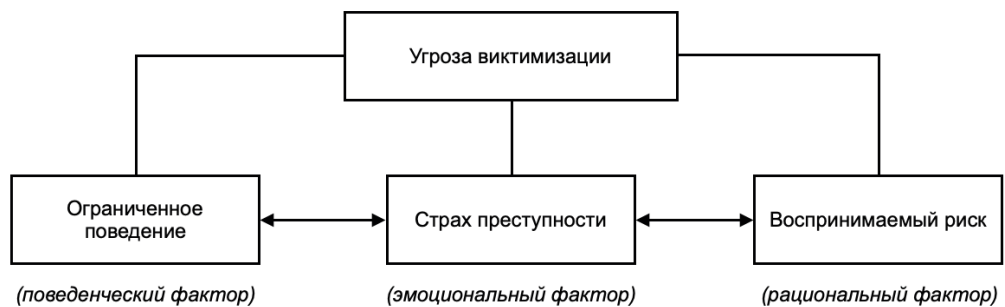 Угроза виктимизации
Ограниченное
поведение
Страх преступности
Воспринимаемый риск
(поведенческий фактор)
(эмоциональный фактор)
(рациональный фактор)